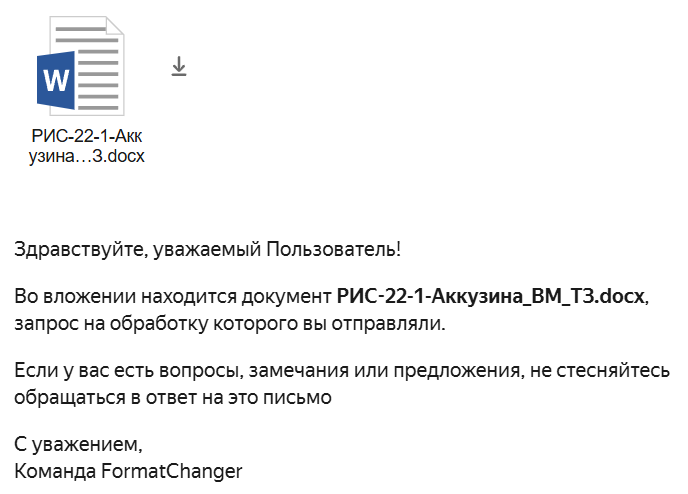 W
РИС-22-1-Акк
узина...З.docx
Здравствуйте, уважаемый Пользователь!
Во вложении находится документ РИС-22-1-Аккузина_ВМ_ТЗ.docx,
запрос на обработку которого вы отправляли.
Если у вас есть вопросы, замечания или предложения, не стесняйтесь
обращаться в ответ на это письмо
С уважением,
Команда FormatChanger